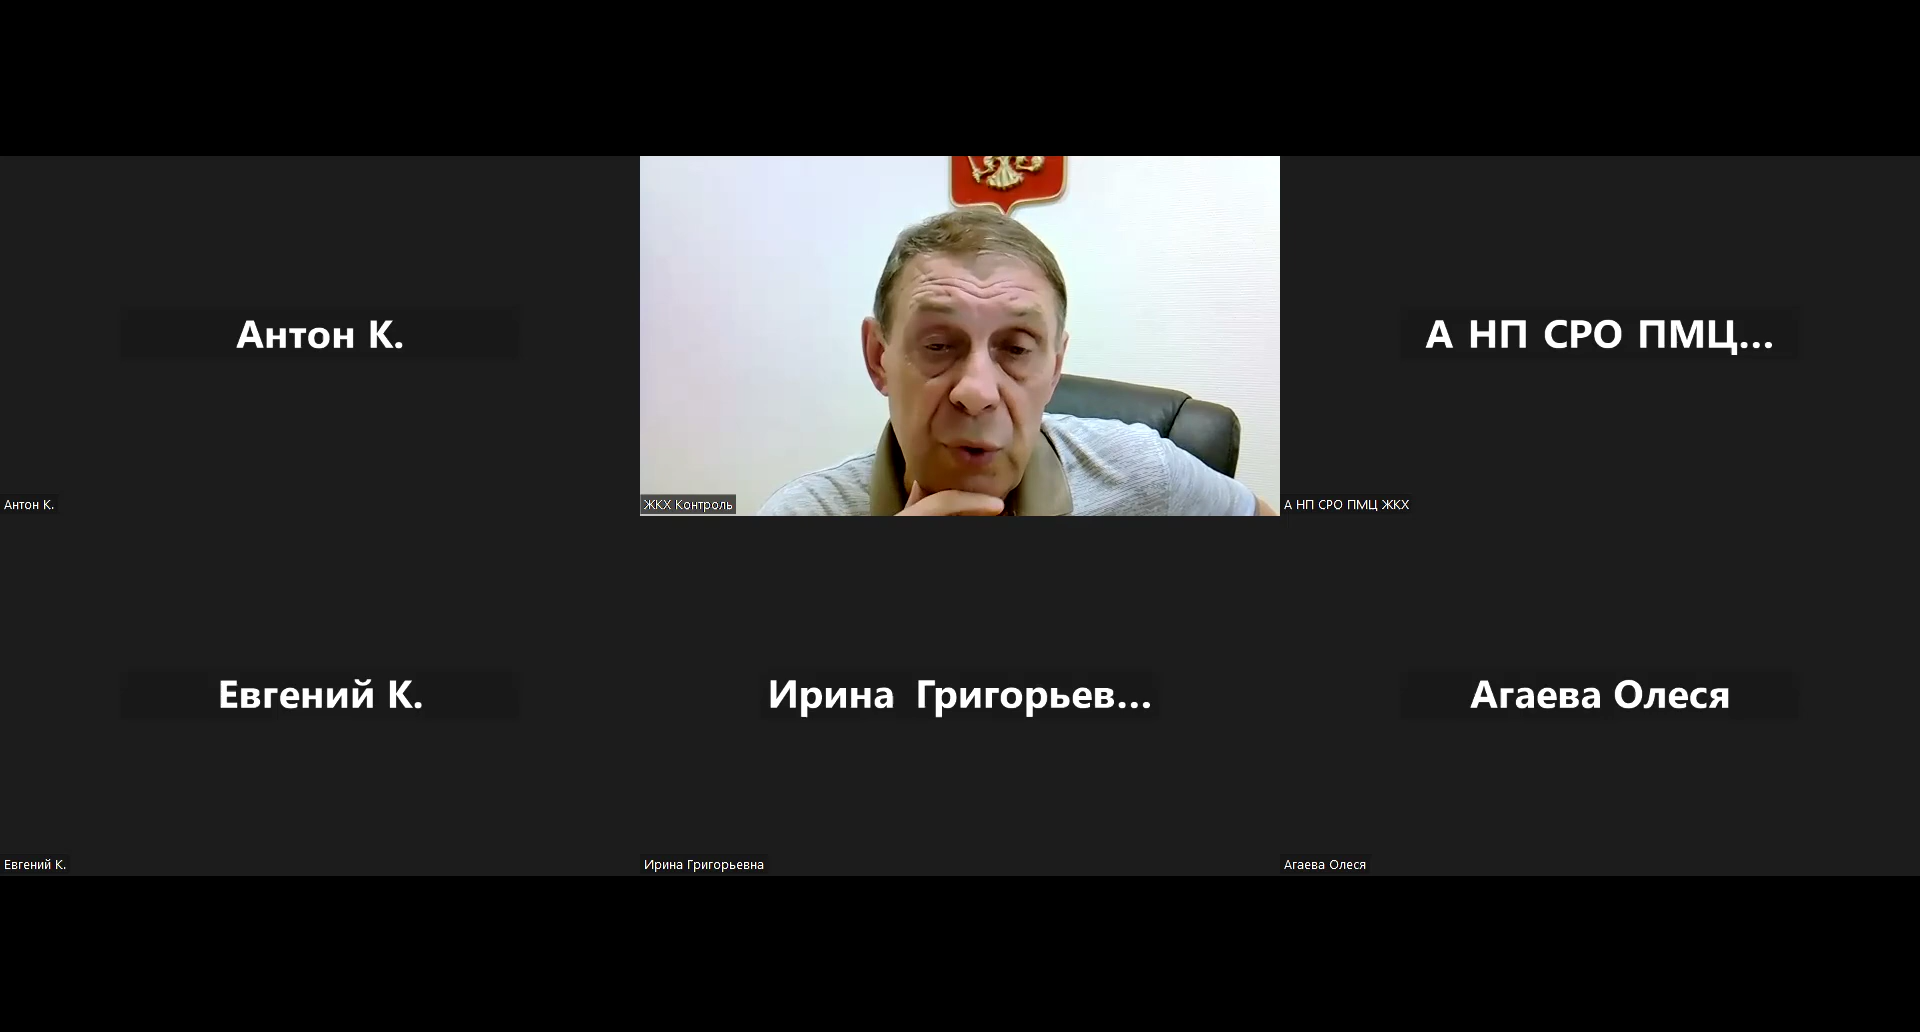 Антон К.
А НП СРО ПМЦ...
Антон К.
ЖКХ Контроль
А НП СРО ПМЦ ЖКХ
Евгений К.
Ирина Григорьев...
Агаева Олеся
Евгений К.
Ирина Григорьевна
Агаева Олеся